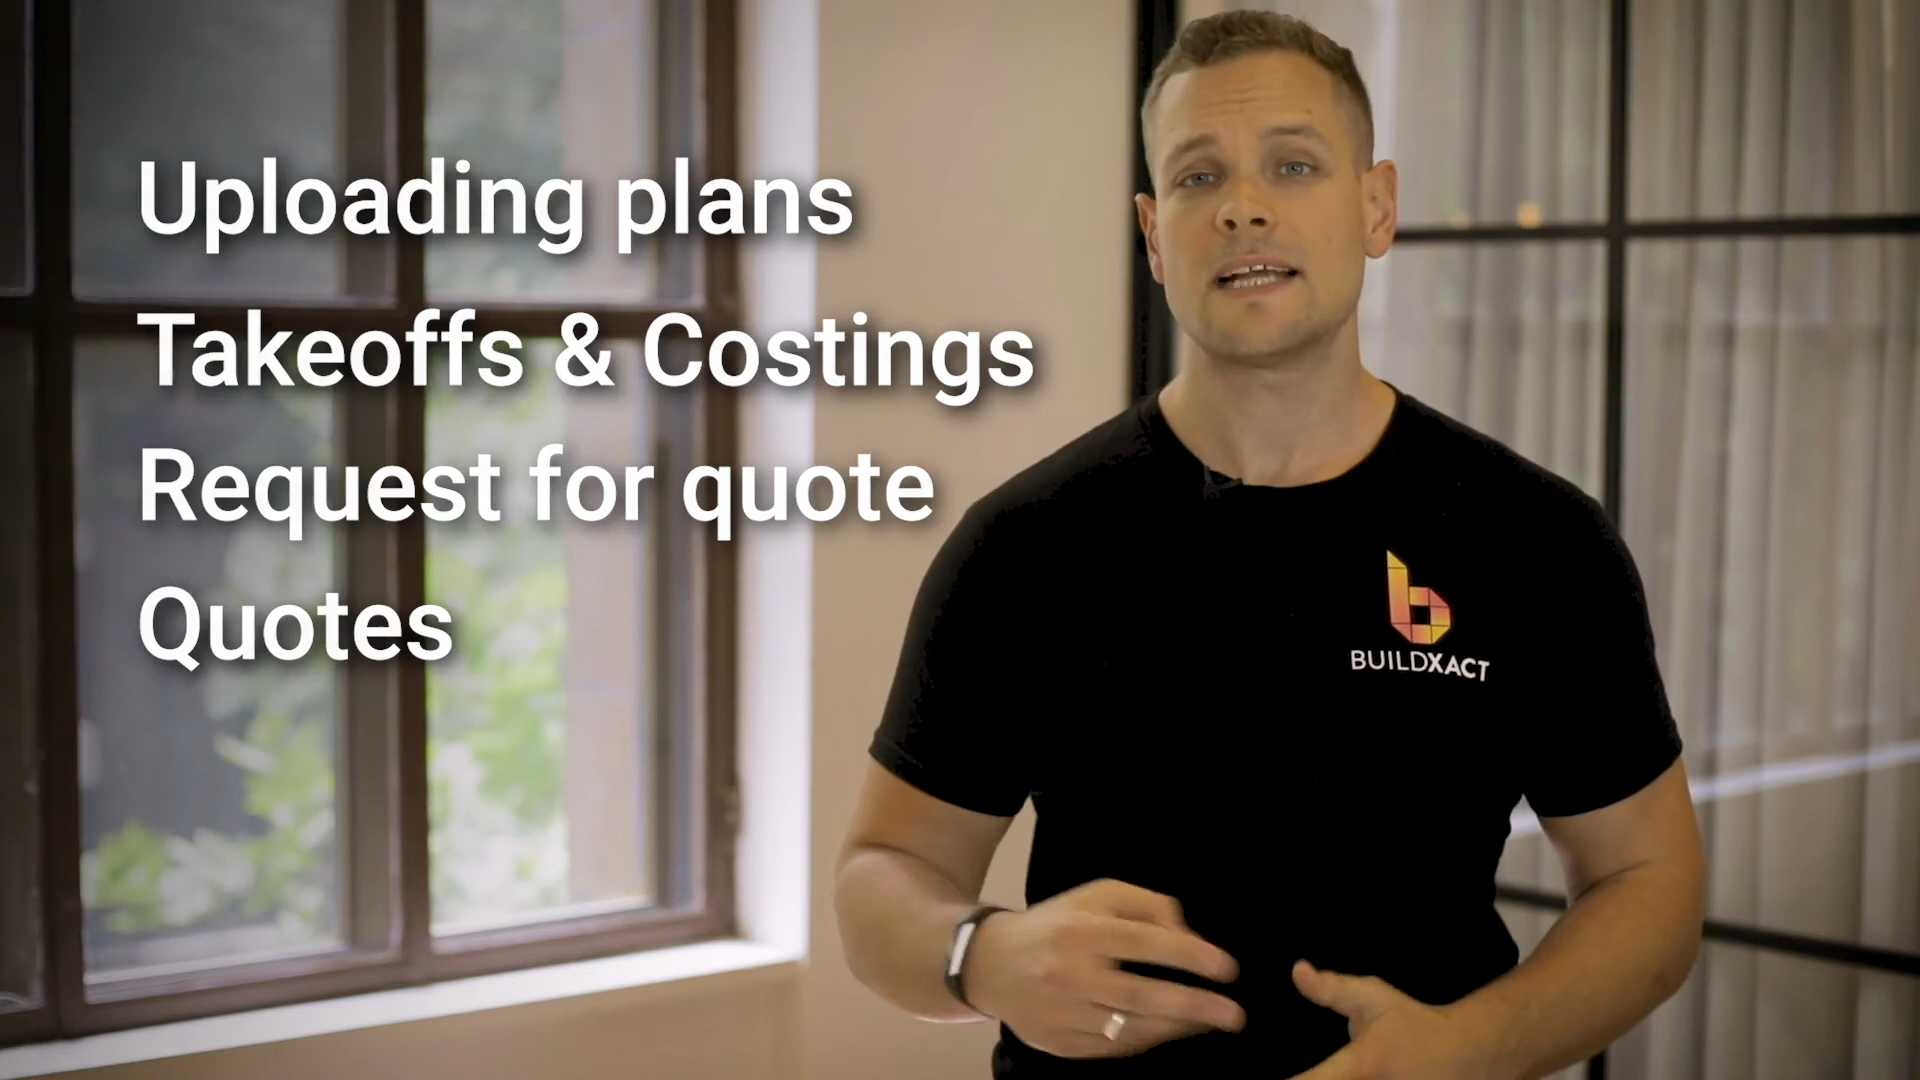 Uploading plans
Takeoffs & Costings
Request for quote
Quotes
BUILDXACT